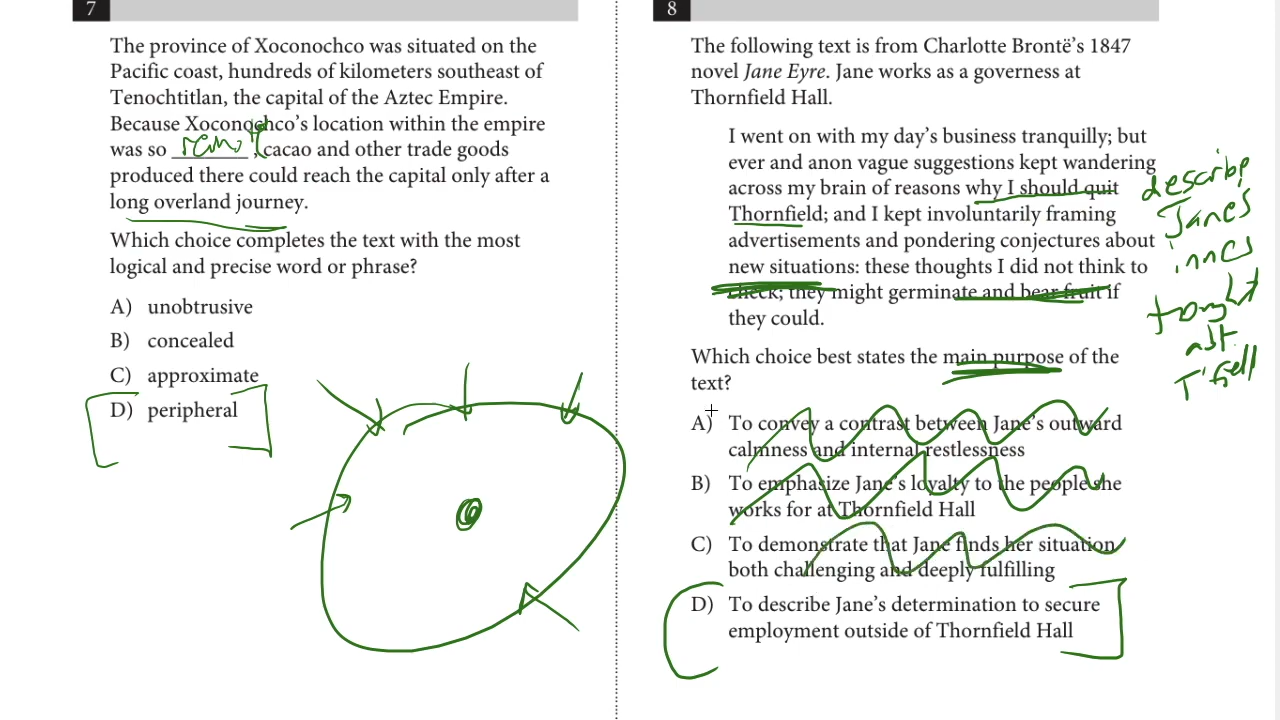 7
The province of Xoconochco was situated on the
Pacific coast, hundreds of kilometers southeast of
Tenochtitlan, the capital of the Aztec Empire.
Because Xoconochco's location within the empire
was so ________, cacao and other trade goods
remote
produced there could reach the capital only after a
long overland journey.
Which choice completes the text with the most
logical and precise word or phrase?
A) unobtrusive
B) concealed
C) approximate
D) peripheral
8
The following text is from Charlotte Brontë's 1847
novel Jane Eyre. Jane works as a governess at
Thornfield Hall.
I went on with my day's business tranquilly; but
ever and anon vague suggestions kept wandering
across my brain of reasons why I should quit
Thornfield; and I kept involuntarily framing
advertisements and pondering conjectures about
new situations: these thoughts I did not think to
check; they might germinate and bear fruit if
they could.
Which choice best states the main purpose of the
text?
A) To convey a contrast between Jane's outward
calmness and internal restlessness
B) To emphasize Jane's loyalty to the people she
works for at Thornfield Hall
C) To demonstrate that Jane finds her situation
both challenging and deeply fulfilling
D) To describe Jane's determination to secure
employment outside of Thornfield Hall
describe
Jane's